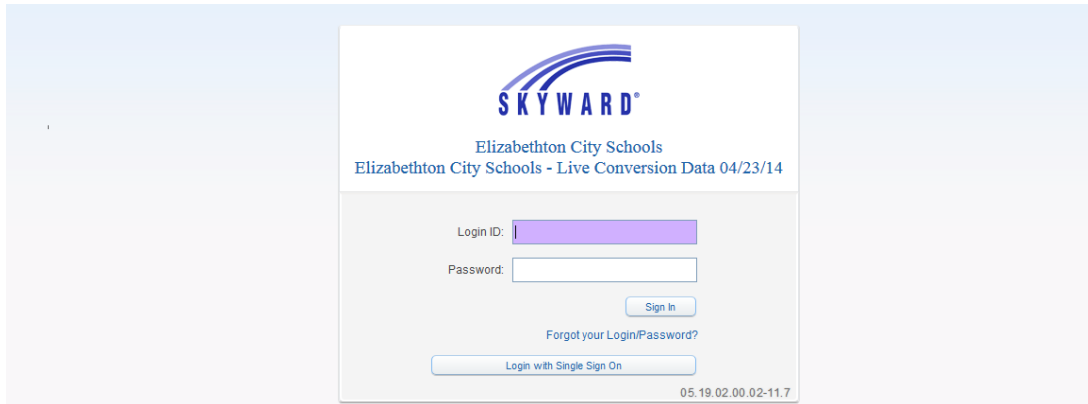 SKYWARD®
Elizabethton City Schools
Elizabethton City Schools - Live Conversion Data 04/23/14
Login ID:
Password:
Sign In
Forgot your Login/Password?
Login with Single Sign On
05.19.02.00.02-11.7